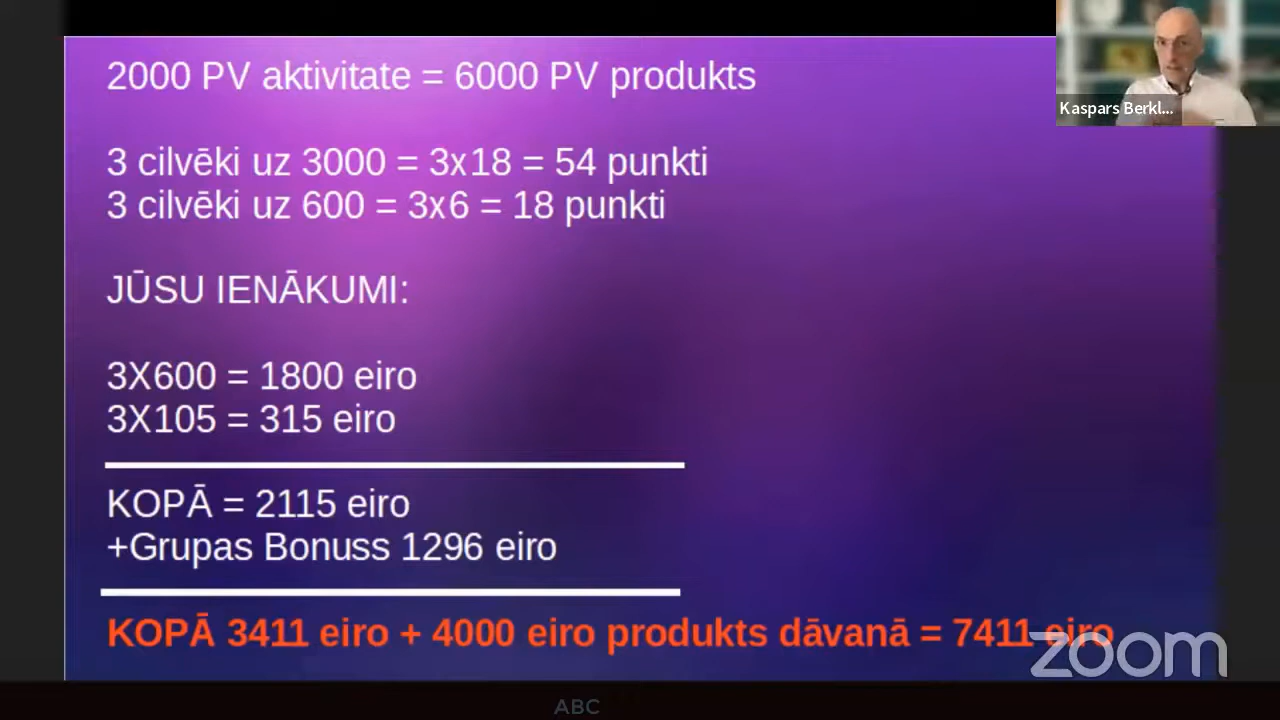 2000 PV aktivitate = 6000 PV produkts
3 cilvēki uz 3000 = 3x18 = 54 punkti
3 cilvēki uz 600 = 3x6 = 18 punkti
JŪSU IENĀKUMI:
3X600 = 1800 eiro
3X105 = 315 eiro
KOPĀ = 2115 eiro
+Grupas Bonuss 1296 eiro
KOPĀ 3411 eiro + 4000 eiro produkts dāvanā = 7411 eiro
Kaspars Berkl...
zoom
ABC